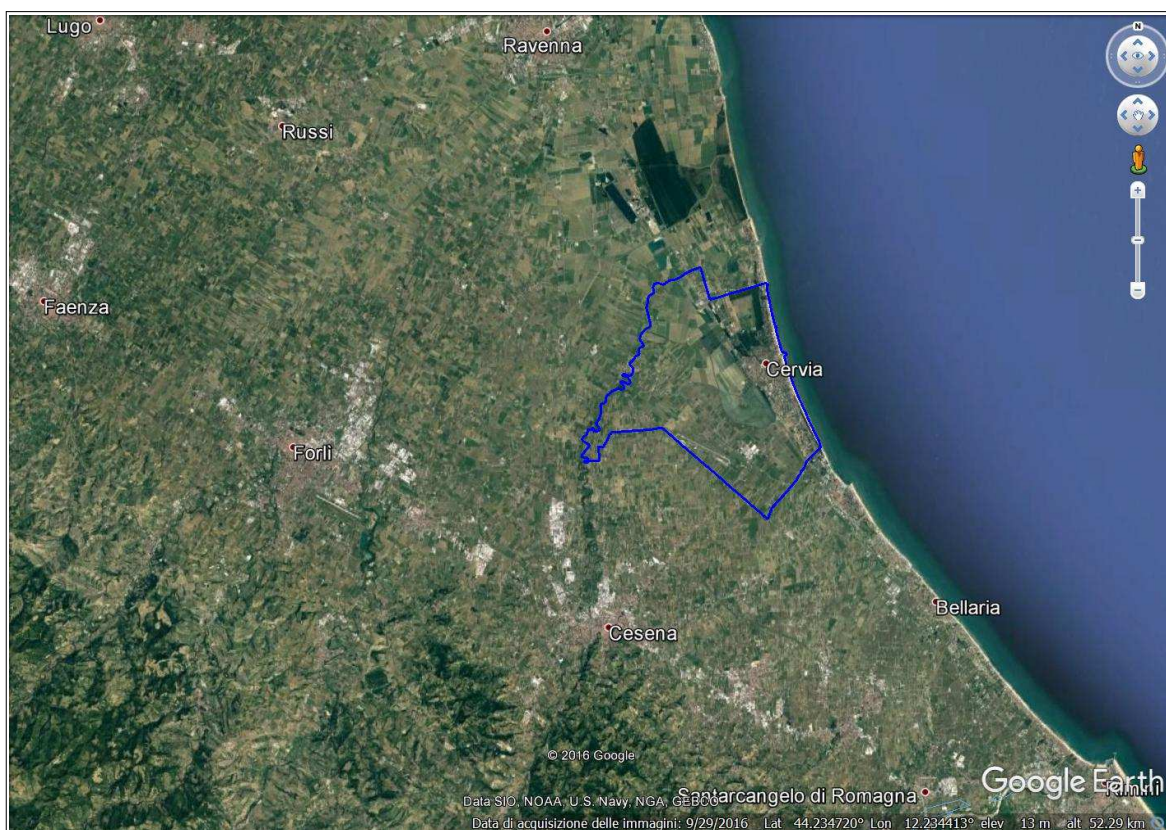 Lugo
Ravenna
N
Russi
Faenza
Cervia
Forlì
Bellaria
Cesena
© 2016 Google
Google Earth
Rimini
Santarcangelo di Romagna
Data SIO, NOAA, U.S. Navy, NGA, GEBCO
Data di acquisizione delle immagini: 9/29/2016 Lat 44.234720° Lon 12.234413° elev 13 m alt 52.29 km